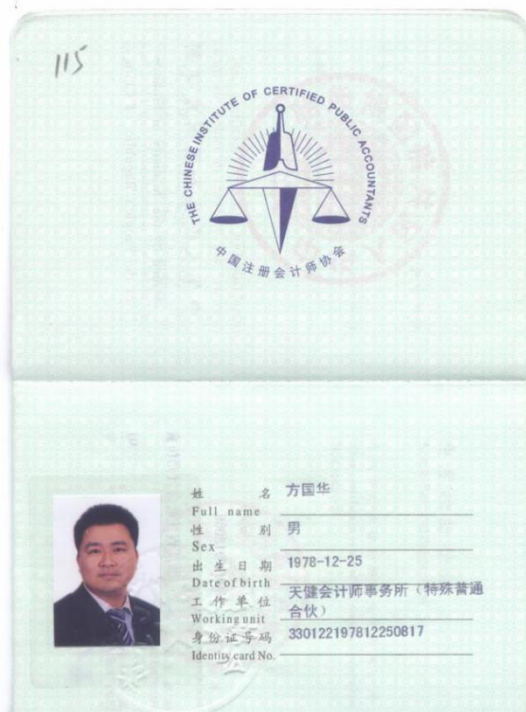 115
THE CHINESE INSTITUTE OF CERTIFIED PUBLIC ACCOUNTANTS
中国注册会计师协会
姓 名 方国华
Full name
性 别 男
Sex
出生日期 1978-12-25
Date of birth
工作单位 天健会计师事务所（特殊普通
合伙）
Working unit
身份证号码 330122197812250817
Identity card No.